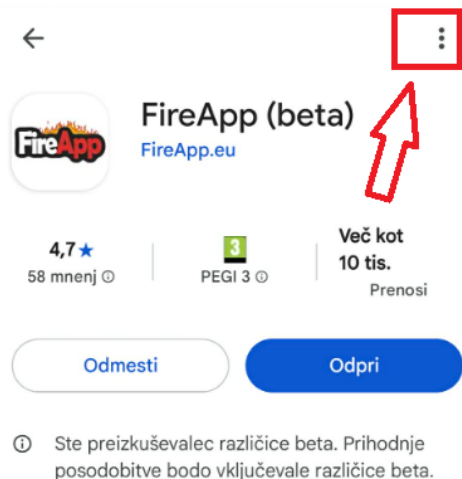 FireApp
FireApp (beta)
FireApp.eu
4,7★
58 mnenj
3
PEGI 3
Več kot
10 tis.
Prenosi
Odmesti
Odpri
Ste preizkuševalec različice beta. Prihodnje
posodobitve bodo vključevale različice beta.